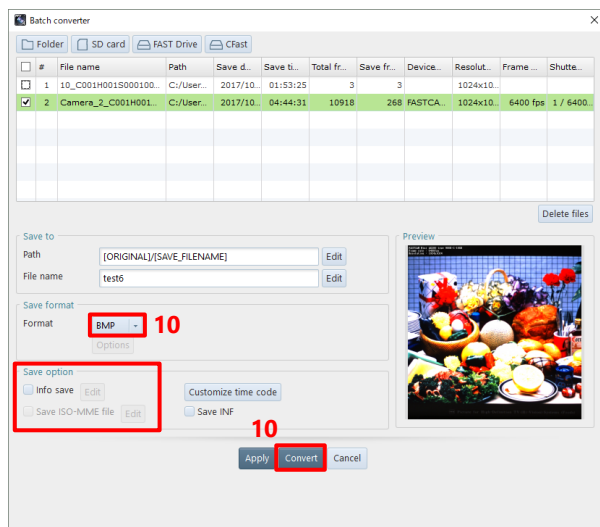 Batch converter
Folder SD card FAST Drive CFast
# File name Path Save d... Save ti... Total fr... Save fr... Device... Resolut... Frame ... Shutte...
1 10_C001H001S000100... C:/User... 2017/10... 01:53:25 3 3 1024x10...
2 Camera_2_C001H001... C:/User... 2017/10... 04:44:31 10918 268 FASTCA... 1024x10... 6400 fps 1 / 6400...
Delete files
Save to
Path [ORIGINAL]/[SAVE_FILENAME] Edit
File name test6 Edit
Preview
Save format
Format BMP 10
Options
Save option
Info save Edit Customize time code
Save ISO-MME file Edit Save INF
10
Apply Convert Cancel